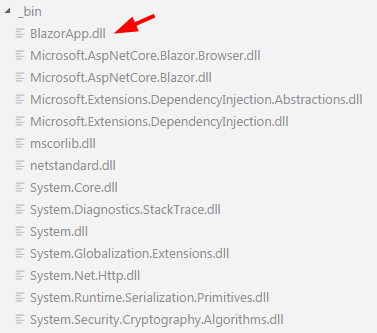 _bin
BlazorApp.dll
Microsoft.AspNetCore.Blazor.Browser.dll
Microsoft.AspNetCore.Blazor.dll
Microsoft.Extensions.DependencyInjection.Abstractions.dll
Microsoft.Extensions.DependencyInjection.dll
mscorlib.dll
netstandard.dll
System.Core.dll
System.Diagnostics.StackTrace.dll
System.dll
System.Globalization.Extensions.dll
System.Net.Http.dll
System.Runtime.Serialization.Primitives.dll
System.Security.Cryptography.Algorithms.dll